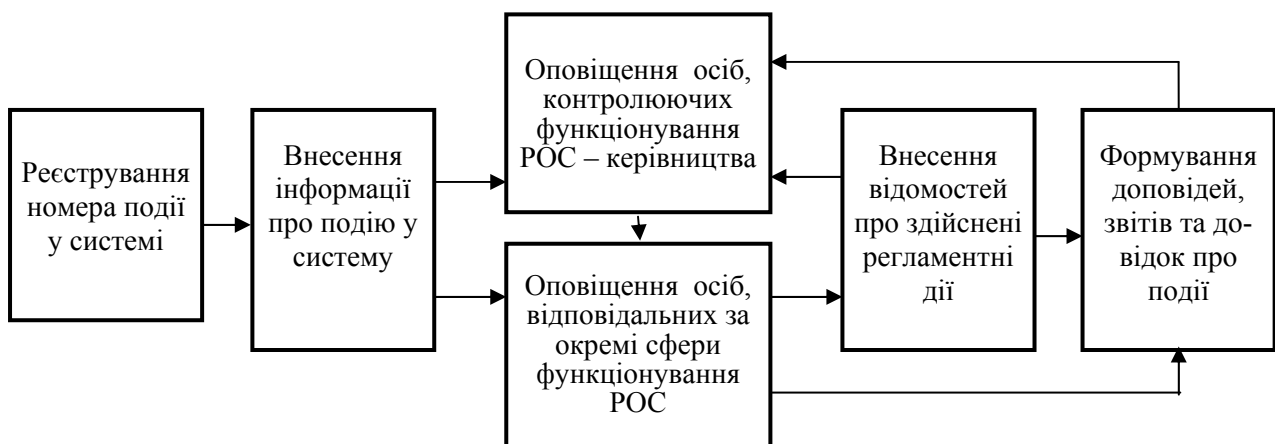 Реєстрування
номера події
у системі
Внесення
інформації
про подію у
систему
Оповіщення осіб,
контролюючих
функціонування
РОС – керівництва
Оповіщення осіб,
відповідальних за
окремі сфери
функціонування
РОС
Внесення
відомостей
про здійснені
регламентні
дії
Формування
доповідей,
звітів та до-
відок про
події